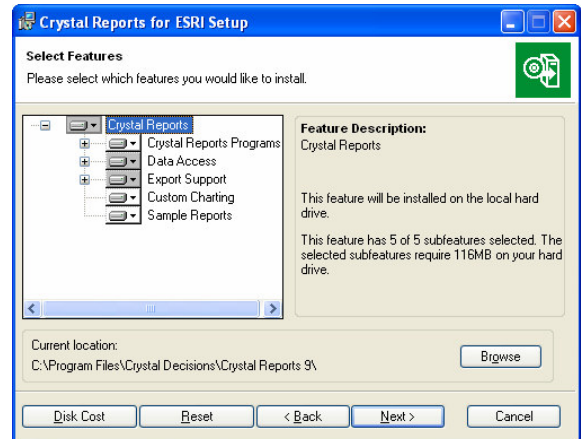 Crystal Reports for ESRI Setup
Select Features
Please select which features you would like to install.
Crystal Reports
Crystal Reports Programs
Data Access
Export Support
Custom Charting
Sample Reports
Feature Description:
Crystal Reports
This feature will be installed on the local hard
drive.
This feature has 5 of 5 subfeatures selected. The
selected subfeatures require 116MB on your hard
drive.
Current location:
C:\Program Files\Crystal Decisions\Crystal Reports 9\
Browse
Disk Cost
Reset
< Back
Next >
Cancel